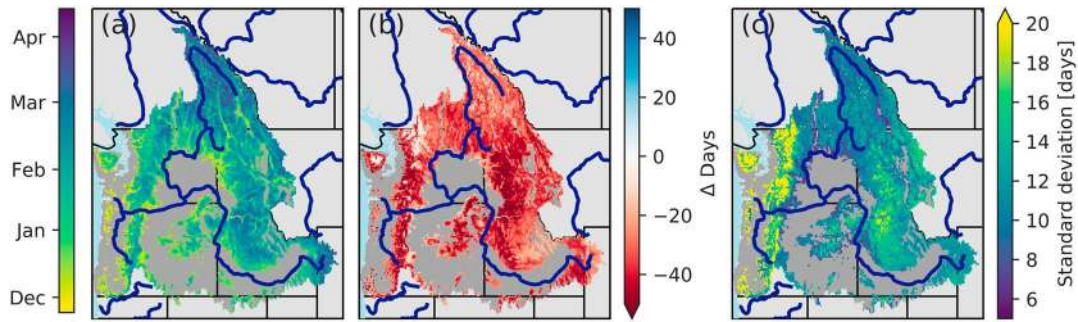 Apr
Mar
Feb
Jan
Dec
(a)
(b)
40
20
0
−20
−40
Δ Days
(c)
20
18
16
14
12
10
8
6
Standard deviation [days]